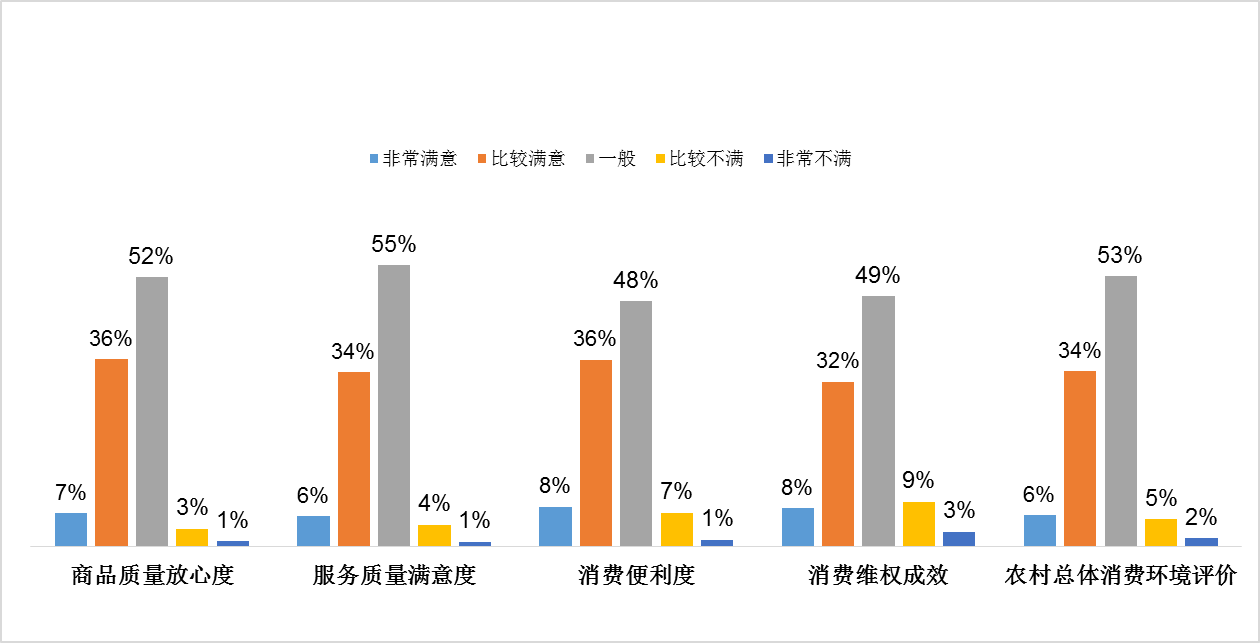 非常满意 比较满意 一般 比较不满 非常不满
7% 36% 52% 3% 1%
6% 34% 55% 4% 1%
8% 36% 48% 7% 1%
8% 32% 49% 9% 3%
6% 34% 53% 5% 2%
商品质量放心度 服务质量满意度 消费便利度 消费维权成效 农村总体消费环境评价